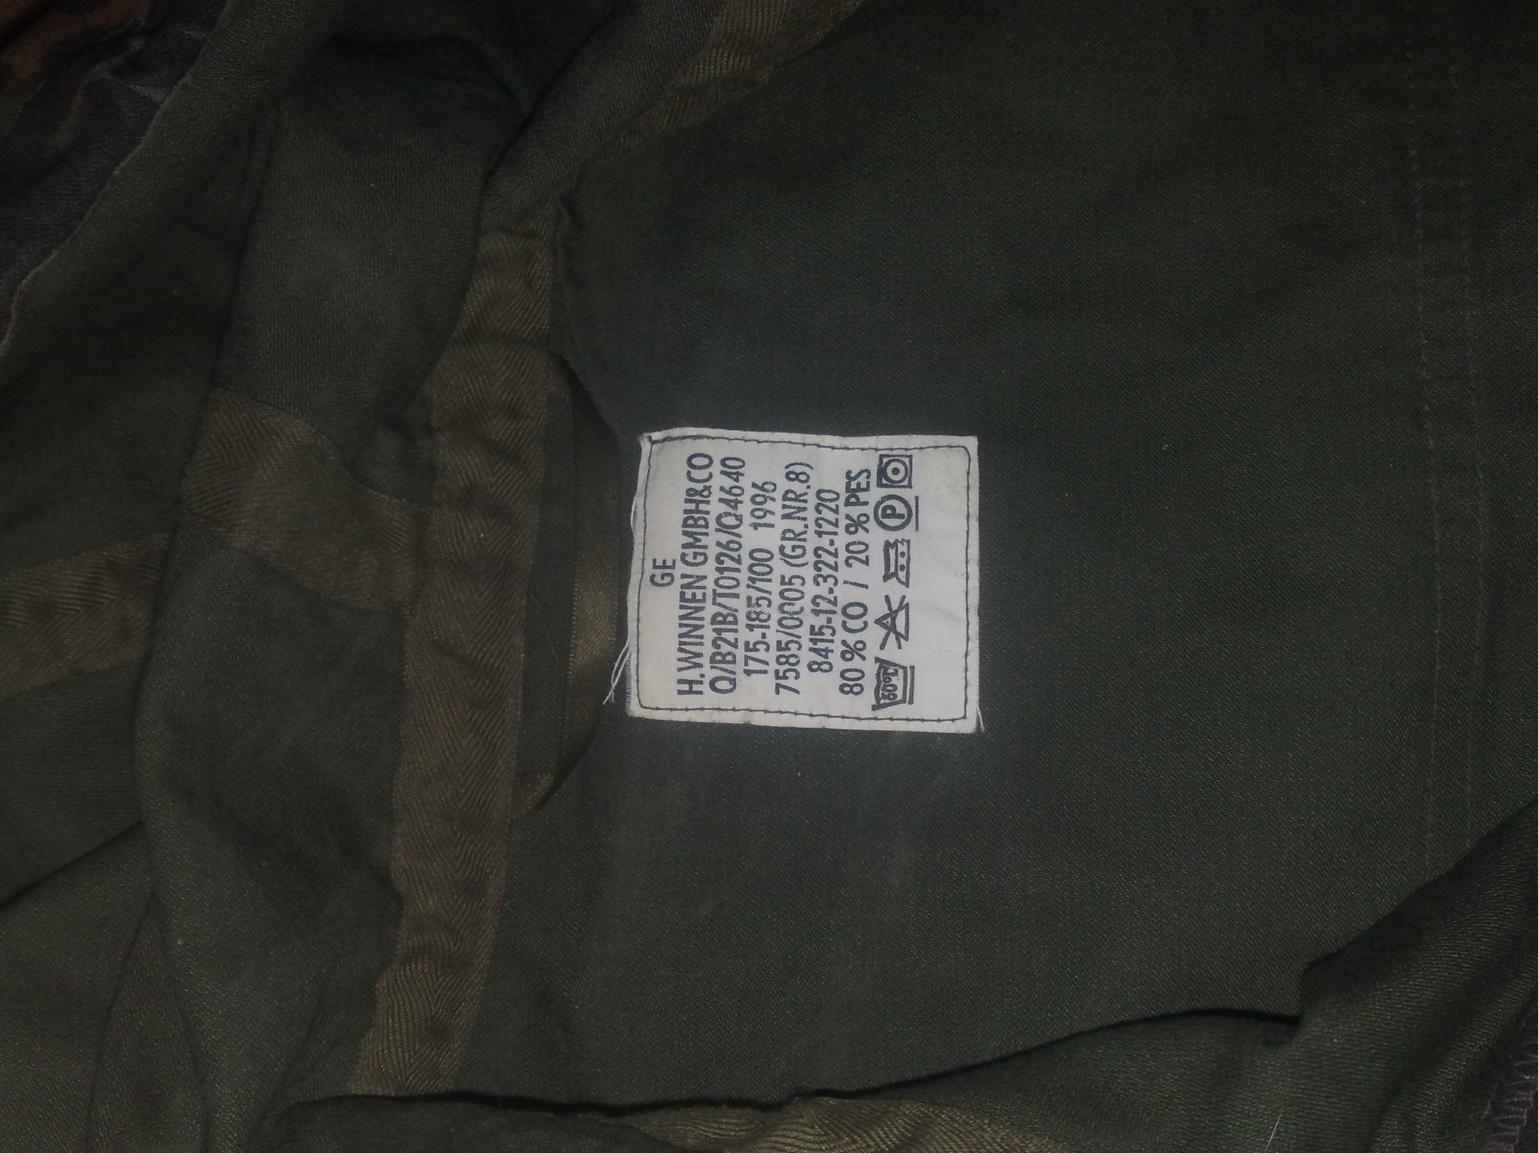 GE
H.WINNEN GMBH&CO
Q/B21B/T0126/Q4640
175-185/100 1996
7585/0005 (GR.NR.8)
8415-12-322-1220
80 % CO / 20 % PES
60°C P